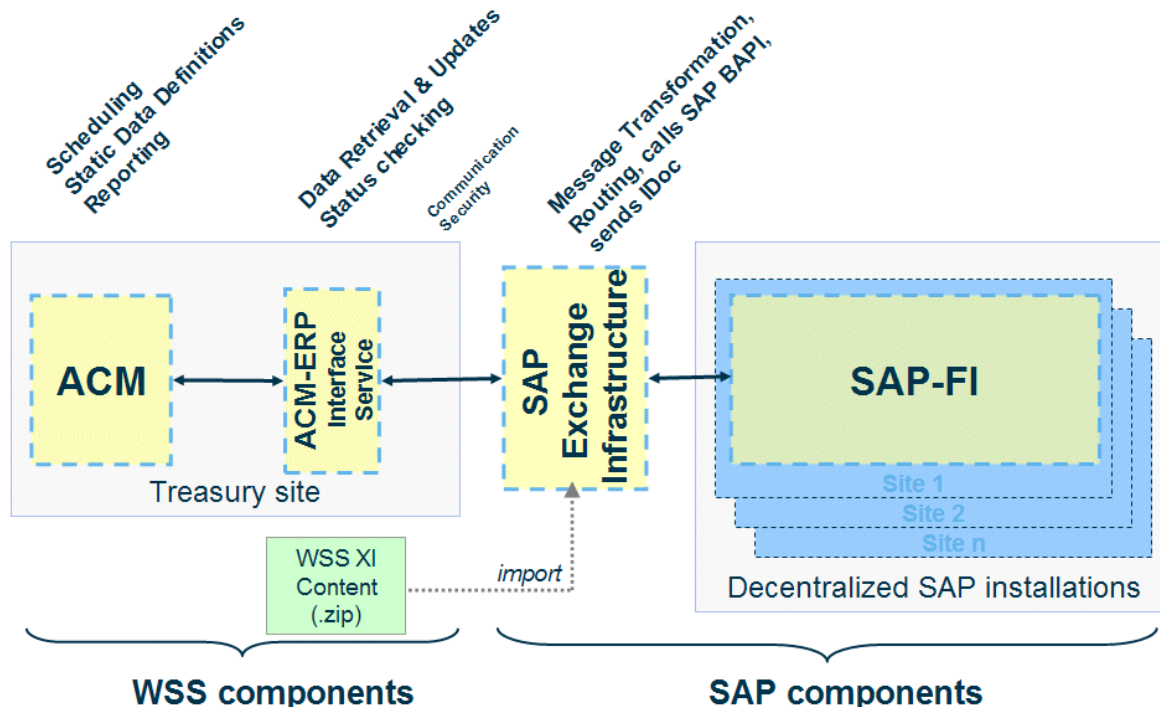 Scheduling
Static Data Definitions
Reporting
Data Retrieval & Updates
Status checking
Communication
Security
Message Transformation,
Routing, calls SAP BAPI,
sends IDoc
ACM
ACM-ERP
Interface
Service
SAP
Exchange
Infrastructure
SAP-FI
Site 1
Site 2
Site n
Treasury site
Decentralized SAP installations
WSS XI
Content
(.zip)
import
WSS components
SAP components